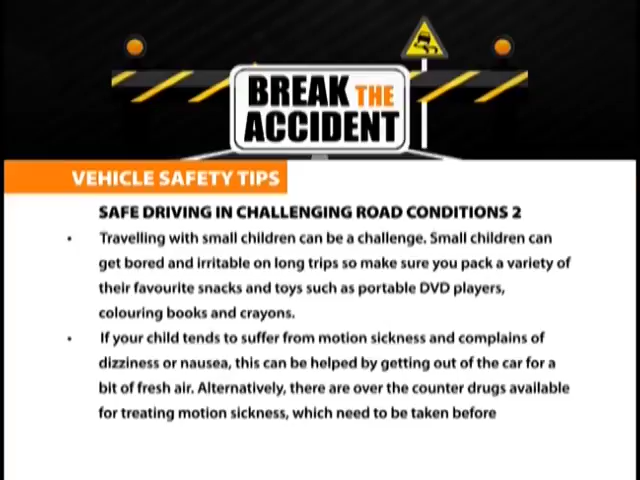 BREAK THE
ACCIDENT
VEHICLE SAFETY TIPS
SAFE DRIVING IN CHALLENGING ROAD CONDITIONS 2
• Travelling with small children can be a challenge. Small children can
get bored and irritable on long trips so make sure you pack a variety of
their favourite snacks and toys such as portable DVD players,
colouring books and crayons.
• If your child tends to suffer from motion sickness and complains of
dizziness or nausea, this can be helped by getting out of the car for a
bit of fresh air. Alternatively, there are over the counter drugs available
for treating motion sickness, which need to be taken before